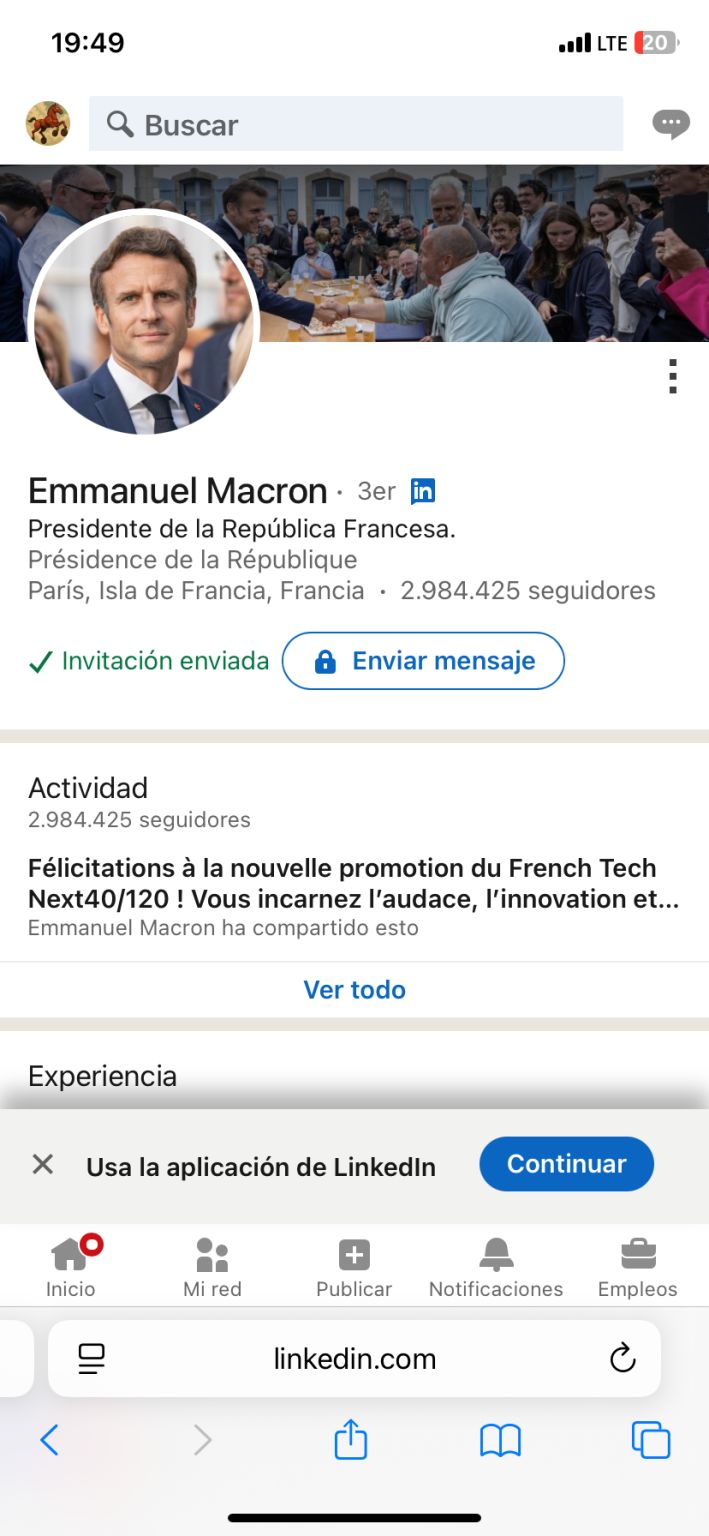 19:49
LTE 20
Buscar
Emmanuel Macron · 3er in
Presidente de la República Francesa.
Présidence de la République
París, Isla de Francia, Francia · 2.984.425 seguidores
Invitación enviada Enviar mensaje
Actividad
2.984.425 seguidores
Félicitations à la nouvelle promotion du French Tech
Next40/120 ! Vous incarnez l’audace, l’innovation et...
Emmanuel Macron ha compartido esto
Ver todo
Experiencia
Usa la aplicación de LinkedIn Continuar
Inicio Mi red Publicar Notificaciones Empleos
linkedin.com